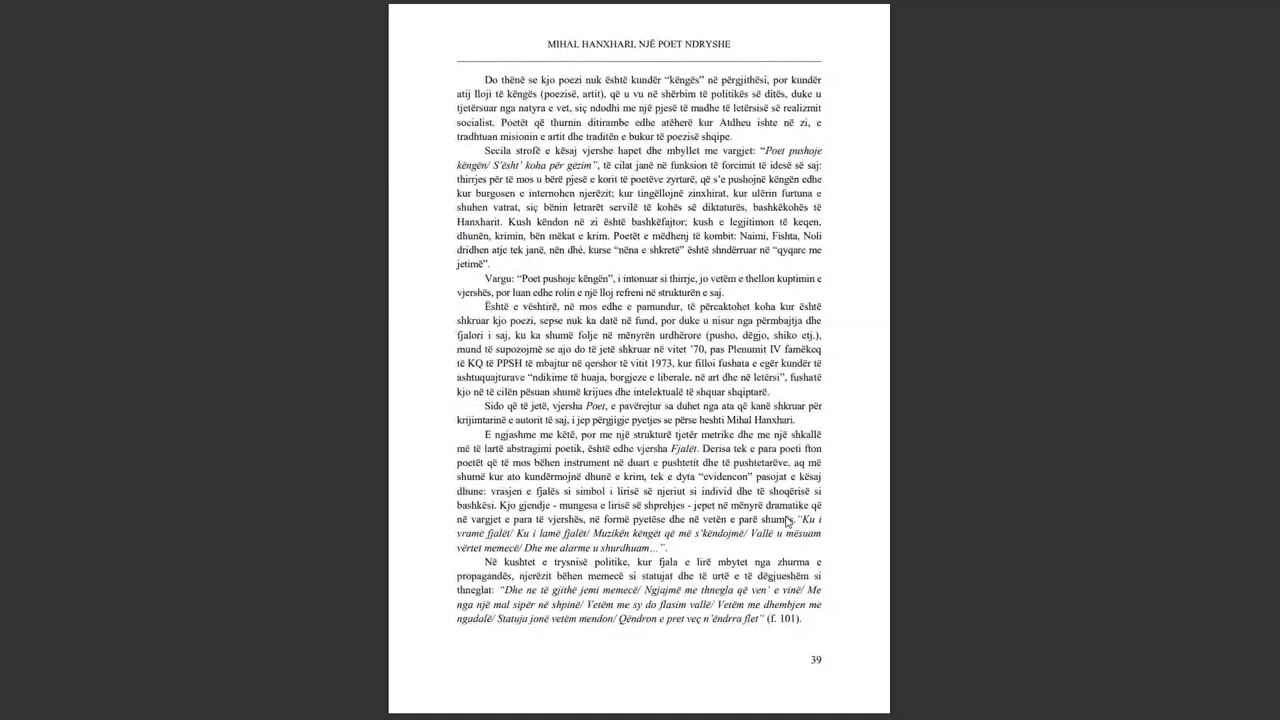 MIHAL HANXHARI, NJË POET NDRYSHE
Do thënë se kjo poezi nuk është kundër “këngës” në përgjithësi, por kundër
atij lloji të këngës (poezisë, artit), që u vu në shërbim të politikës së ditës, duke u
tjetërsuar nga natyra e vet, siç ndodhi me një pjesë të madhe të letërsisë së realizmit
socialist. Poetët që thurnin ditirambe edhe atëherë kur Atdheu ishte në zi, e
tradhtuan misionin e artit dhe traditën e bukur të poezisë shqipe.
Secila strofë e kësaj vjershe hapet dhe mbyllet me vargjet: “Poet pushoje
këngën/ S’ësht’ koha për gëzim”, të cilat janë në funksion të forcimit të idesë së saj:
thirrjes për të mos u bërë pjesë e korit të poetëve zyrtarë, që s’e pushojnë këngën edhe
kur burgosen e internohen njerëzit; kur tingëllojnë zinxhirat, kur ulërin furtuna e
shuhen vatrat, siç bënin letrarët servilë të kohës së diktaturës, bashkëkohës të
Hanxharit. Kush këndon në zi është bashkëfajtor; kush e legjitimon të keqen,
dhunën, krimin, bën mëkat e krim. Poetët e mëdhenj të kombit: Naimi, Fishta, Noli
dridhen atje tek janë, nën dhé, kurse “nëna e shkretë” është shndërruar në “qyqare me
jetimë”.
Vargu: “Poet pushoje këngën”, i intonuar si thirrje, jo vetëm e thellon kuptimin e
vjershës, por luan edhe rolin e një lloj refreni në strukturën e saj.
Është e vështirë, në mos edhe e pamundur, të përcaktohet koha kur është
shkruar kjo poezi, sepse nuk ka datë në fund, por duke u nisur nga përmbajtja dhe
fjalori i saj, ku ka shumë folje në mënyrën urdhërore (pusho, dëgjo, shiko etj.),
mund të supozojmë se ajo do të jetë shkruar në vitet ’70, pas Plenumit IV famëkeq
të KQ të PPSH të mbajtur në qershor të vitit 1973, kur filloi fushata e egër kundër të
ashtuquajturave “ndikime të huaja, borgjeze e liberale, në art dhe në letërsi”, fushatë
kjo në të cilën pësuan shumë krijues dhe intelektualë të shquar shqiptarë.
Sido që të jetë, vjersha Poet, e pavërejtur sa duhet nga ata që kanë shkruar për
krijimtarinë e autorit të saj, i jep përgjigje pyetjes se përse heshti Mihal Hanxhari.
E ngjashme me këtë, por me një strukturë tjetër metrike dhe me një shkallë
më të lartë abstragimi poetik, është edhe vjersha Fjalët. Derisa tek e para poeti fton
poetët që të mos bëhen instrument në duart e pushtetit dhe të pushtetarëve, aq më
shumë kur ato kundërmojnë dhunë e krim, tek e dyta “evidencon” pasojat e kësaj
dhune: vrasjen e fjalës si simbol i lirisë së njeriut si individ dhe të shoqërisë si
bashkësi. Kjo gjendje - mungesa e lirisë së shprehjes - jepet në mënyrë dramatike që
në vargjet e para të vjershës, në formë pyetëse dhe në vetën e parë shumës. “Ku i
vramë fjalët/ Ku i lamë fjalët/ Muzikën këngët që më s’këndojmë/ Vallë u mësuam
vërtet memecë/ Dhe me alarme u shurdhuam…”.
Në kushtet e trysnisë politike, kur fjala e lirë mbytet nga zhurma e
propagandës, njerëzit bëhen memecë si statujat dhe të urtë e të dëgjueshëm si
thneglat: “Dhe ne të gjithë jemi memecë/ Ngjajmë me thnegla që ven’ e vinë/ Me
nga një mal sipër në shpinë/ Vetëm me sy do flasim vallë/ Vetëm me dhembjen me
ngadalë/ Statuja jonë vetëm mendon/ Qëndron e pret veç n’ëndrra flet” (f. 101).
39